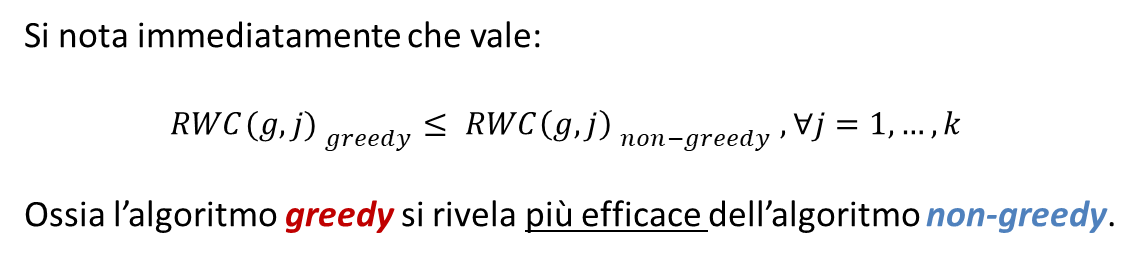 Si nota immediatamente che vale:
RWC(g,j) greedy ≤ RWC(g,j) non−greedy , ∀j = 1, … , k
Ossia l’algoritmo greedy si rivela più efficace dell’algoritmo non-greedy.